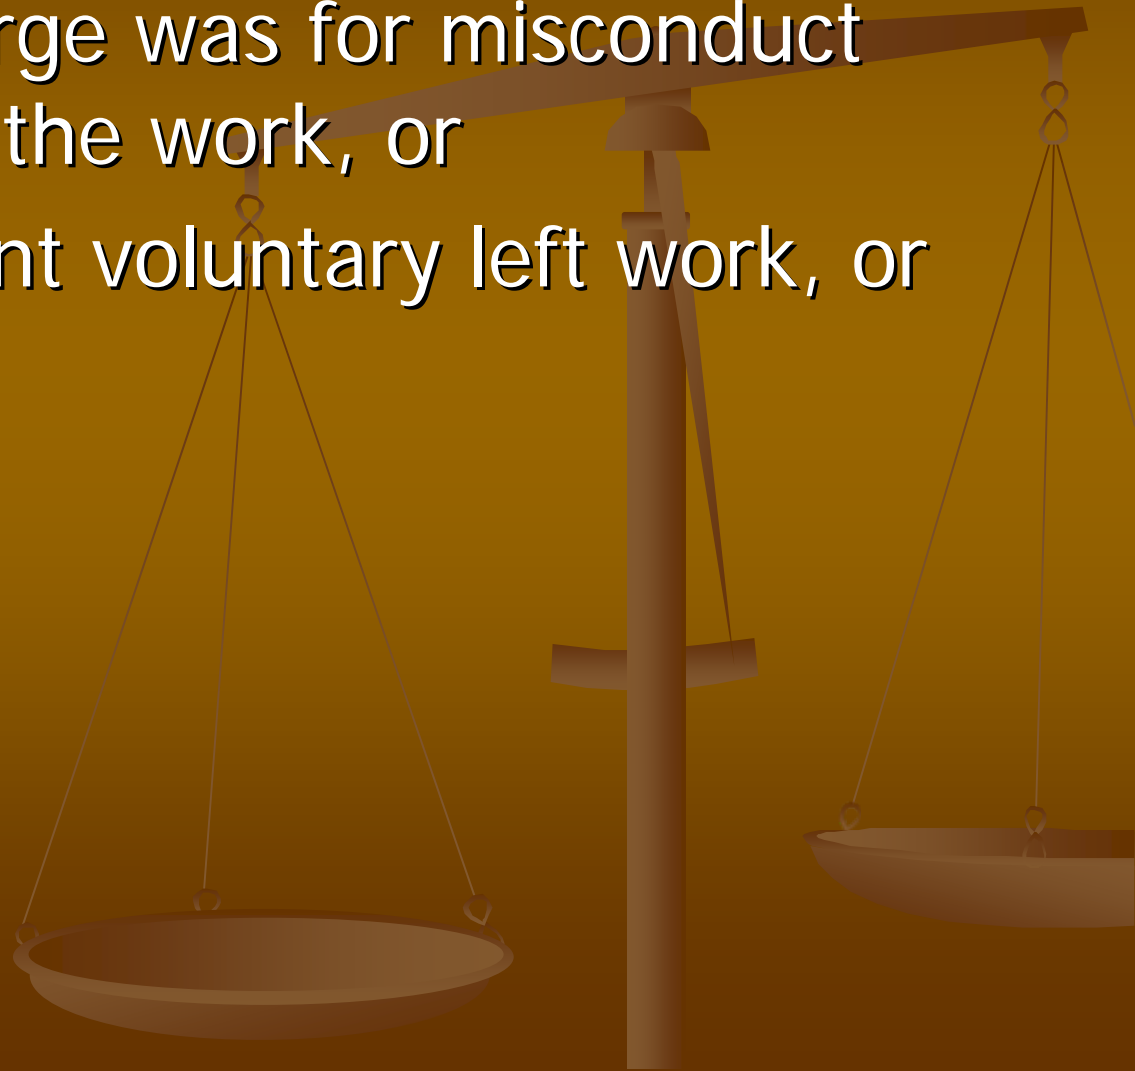 rge was for misconduct
the work, or
nt voluntary left work, or